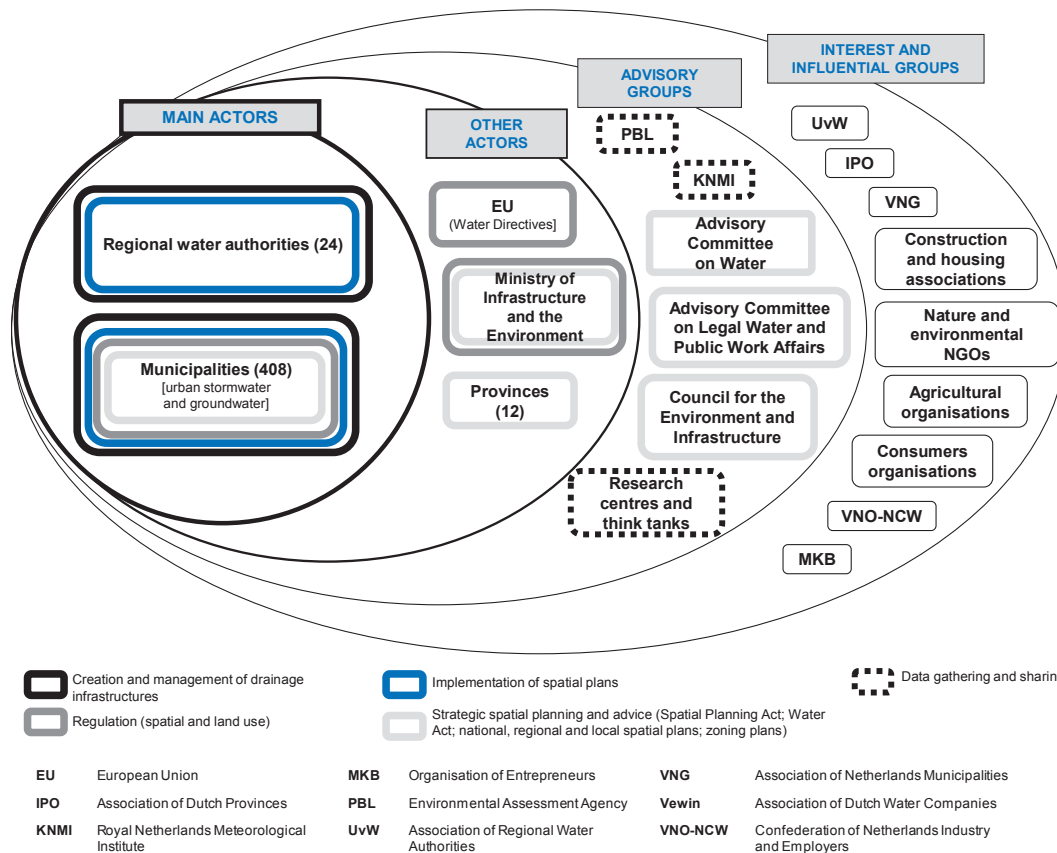 INTEREST AND
INFLUENTIAL GROUPS
ADVISORY
GROUPS
MAIN ACTORS
OTHER
ACTORS
UvW
PBL
IPO
KNMI
VNG
EU
(Water Directives]
Advisory
Committee
on Water
Construction
and housing
associations
Regional water authorities (24)
Ministry of
Infrastructure
and the
Environment
Advisory Committee
on Legal Water and
Public Work Affairs
Nature and
environmental
NGOs
Municipalities (408)
[urban stormwater
and groundwater]
Provinces
(12)
Council for the
Environment and
Infrastructure
Agricultural
organisations
Consumers
organisations
Research
centres and
think tanks
VNO-NCW
MKB
Creation and management of drainage
infrastructures
Implementation of spatial plans
Data gathering and sharin
Regulation (spatial and land use)
Strategic spatial planning and advice (Spatial Planning Act; Water
Act; national, regional and local spatial plans; zoning plans)
EU European Union
MKB Organisation of Entrepreneurs
VNG Association of Netherlands Municipalities
IPO Association of Dutch Provinces
PBL Environmental Assessment Agency
Vewin Association of Dutch Water Companies
KNMI Royal Netherlands Meteorological
Institute
UvW Association of Regional Water
Authorities
VNO-NCW Confederation of Netherlands Industry
and Employers